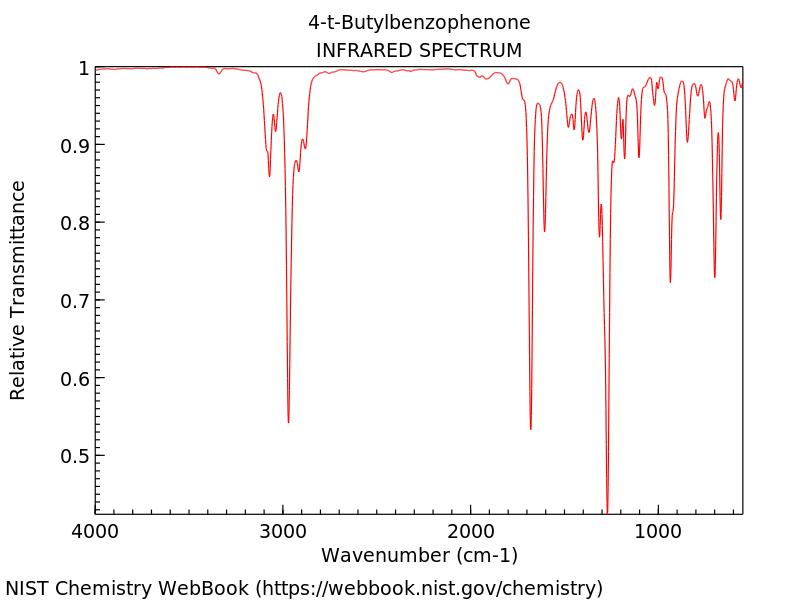 4-t-Butylbenzophenone
INFRARED SPECTRUM
1
0.9
0.8
0.7
0.6
0.5
Relative Transmittance
4000 3000 2000 1000
Wavenumber (cm-1)
NIST Chemistry WebBook (https://webbook.nist.gov/chemistry)